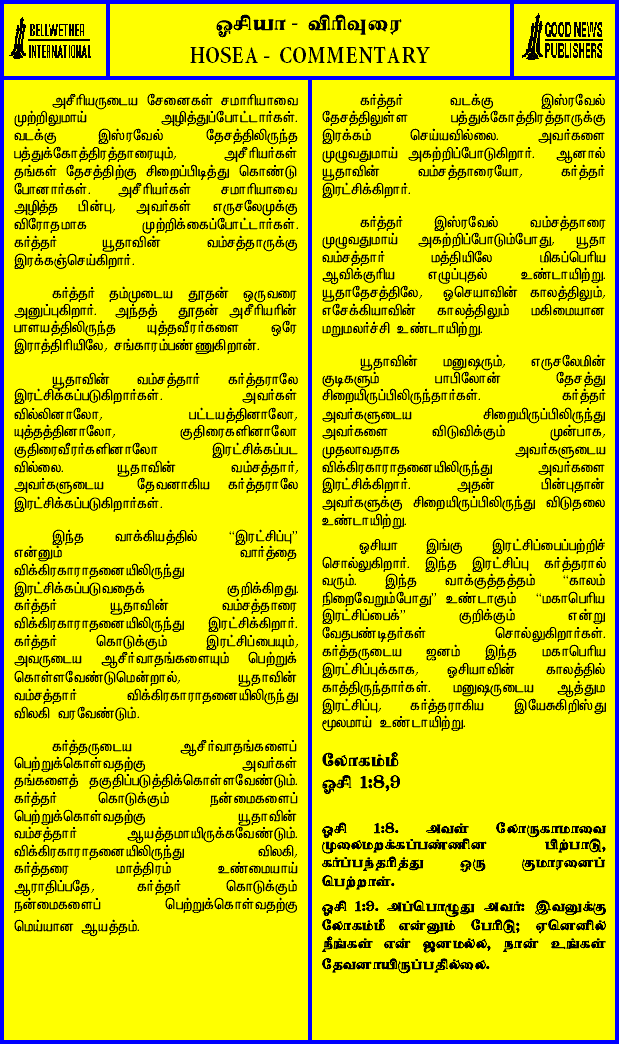 BELLWETHER
INTERNATIONAL
ஓசியா - விரிவுரை
HOSEA - COMMENTARY
GOOD NEWS
PUBLISHERS
அசீரியருடைய சேனைகள் சமாரியாவை
முற்றிலுமாய் அழித்துப்போட்டார்கள்.
வடக்கு இஸ்ரவேல் தேசத்திலிருந்த
பத்துக்கோத்திரத்தாரையும், அசீரியர்கள்
தங்கள் தேசத்திற்கு சிறைப்பிடித்து கொண்டு
போனார்கள். அசீரியர்கள் சமாரியாவை
அழித்த பின்பு, அவர்கள் எருசலேமுக்கு
விரோதமாக முற்றிக்கைப்போட்டார்கள்.
கர்த்தர் யூதாவின் வம்சத்தாருக்கு
இரக்கஞ்செய்கிறார்.
கர்த்தர் தம்முடைய தூதன் ஒருவரை
அனுப்புகிறார். அந்தத் தூதன் அசீரியரின்
பாளயத்திலிருந்த யுத்தவீரர்களை ஒரே
இராத்திரியிலே, சங்காரம்பண்ணுகிறான்.
யூதாவின் வம்சத்தார் கர்த்தராலே
இரட்சிக்கப்படுகிறார்கள். அவர்கள்
வில்லினாலோ, பட்டயத்தினாலோ,
யுத்தத்தினாலோ, குதிரைகளினாலோ
குதிரைவீரர்களினாலோ இரட்சிக்கப்பட
வில்லை. யூதாவின் வம்சத்தார்,
அவர்களுடைய தேவனாகிய கர்த்தராலே
இரட்சிக்கப்படுகிறார்கள்.
இந்த வாக்கியத்தில் “இரட்சிப்பு”
என்னும் வார்த்தை
விக்கிரகாராதனையிலிருந்து
இரட்சிக்கப்படுவதைக் குறிக்கிறது.
கர்த்தர் யூதாவின் வம்சத்தாரை
விக்கிரகாராதனையிலிருந்து இரட்சிக்கிறார்.
கர்த்தர் கொடுக்கும் இரட்சிப்பையும்,
அவருடைய ஆசீர்வாதங்களையும் பெற்றுக்
கொள்ளவேண்டுமென்றால், யூதாவின்
வம்சத்தார் விக்கிரகாராதனையிலிருந்து
விலகி வரவேண்டும்.
கர்த்தருடைய ஆசீர்வாதங்களைப்
பெற்றுக்கொள்வதற்கு அவர்கள்
தங்களைத் தகுதிப்படுத்திக்கொள்ளவேண்டும்.
கர்த்தர் கொடுக்கும் நன்மைகளைப்
பெற்றுக்கொள்வதற்கு யூதாவின்
வம்சத்தார் ஆயத்தமாயிருக்கவேண்டும்.
விக்கிரகாராதனையிலிருந்து விலகி,
கர்த்தரை மாத்திரம் உண்மையாய்
ஆராதிப்பதே, கர்த்தர் கொடுக்கும்
நன்மைகளைப் பெற்றுக்கொள்வதற்கு
மெய்யான ஆயத்தம்.
கர்த்தர் வடக்கு இஸ்ரவேல்
தேசத்திலுள்ள பத்துக்கோத்திரத்தாருக்கு
இரக்கம் செய்யவில்லை. அவர்களை
முழுவதுமாய் அகற்றிப்போடுகிறார். ஆனால்
யூதாவின் வம்சத்தாரையோ, கர்த்தர்
இரட்சிக்கிறார்.
கர்த்தர் இஸ்ரவேல் வம்சத்தாரை
முழுவதுமாய் அகற்றிப்போடும்போது, யூதா
வம்சத்தார் மத்தியிலே மிகப்பெரிய
ஆவிக்குரிய எழுப்புதல் உண்டாயிற்று.
யூதாதேசத்திலே, ஒசெயாவின் காலத்திலும்,
எசேக்கியாவின் காலத்திலும் மகிமையான
மறுமலர்ச்சி உண்டாயிற்று.
யூதாவின் மனுஷரும், எருசலேமின்
குடிகளும் பாபிலோன் தேசத்து
சிறையிருப்பிலிருந்தார்கள். கர்த்தர்
அவர்களுடைய சிறையிருப்பிலிருந்து
அவர்களை விடுவிக்கும் முன்பாக,
முதலாவதாக அவர்களுடைய
விக்கிரகாராதனையிலிருந்து அவர்களை
இரட்சிக்கிறார். அதன் பின்புதான்
அவர்களுக்கு சிறையிருப்பிலிருந்து விடுதலை
உண்டாயிற்று.
ஒசியா இங்கு இரட்சிப்பைப்பற்றிச்
சொல்லுகிறார். இந்த இரட்சிப்பு கர்த்தரால்
வரும். இந்த வாக்குத்தத்தம் “காலம்
நிறைவேறும்போது” உண்டாகும் “மகாபெரிய
இரட்சிப்பைக்” குறிக்கும் என்று
வேதபண்டிதர்கள் சொல்லுகிறார்கள்.
கர்த்தருடைய ஜனம் இந்த மகாபெரிய
இரட்சிப்புக்காக, ஓசியாவின் காலத்தில்
காத்திருந்தார்கள். மனுஷருடைய ஆத்தும
இரட்சிப்பு, கர்த்தராகிய இயேசுகிறிஸ்து
மூலமாய் உண்டாயிற்று.
லோகம்மீ
ஓசி 1:8,9
ஓசி 1:8. அவள் லோருகாமாவை
முலைமறக்கப்பண்ணின பிற்பாடு,
கர்ப்பந்தரித்து ஒரு குமாரனைப்
பெற்றாள்.
ஓசி 1:9. அப்பொழுது அவர்: இவனுக்கு
லோகம்மீ என்னும் பேரிடு; ஏனெனில்
நீங்கள் என் ஜனமல்ல, நான் உங்கள்
தேவனாயிருப்பதில்லை.